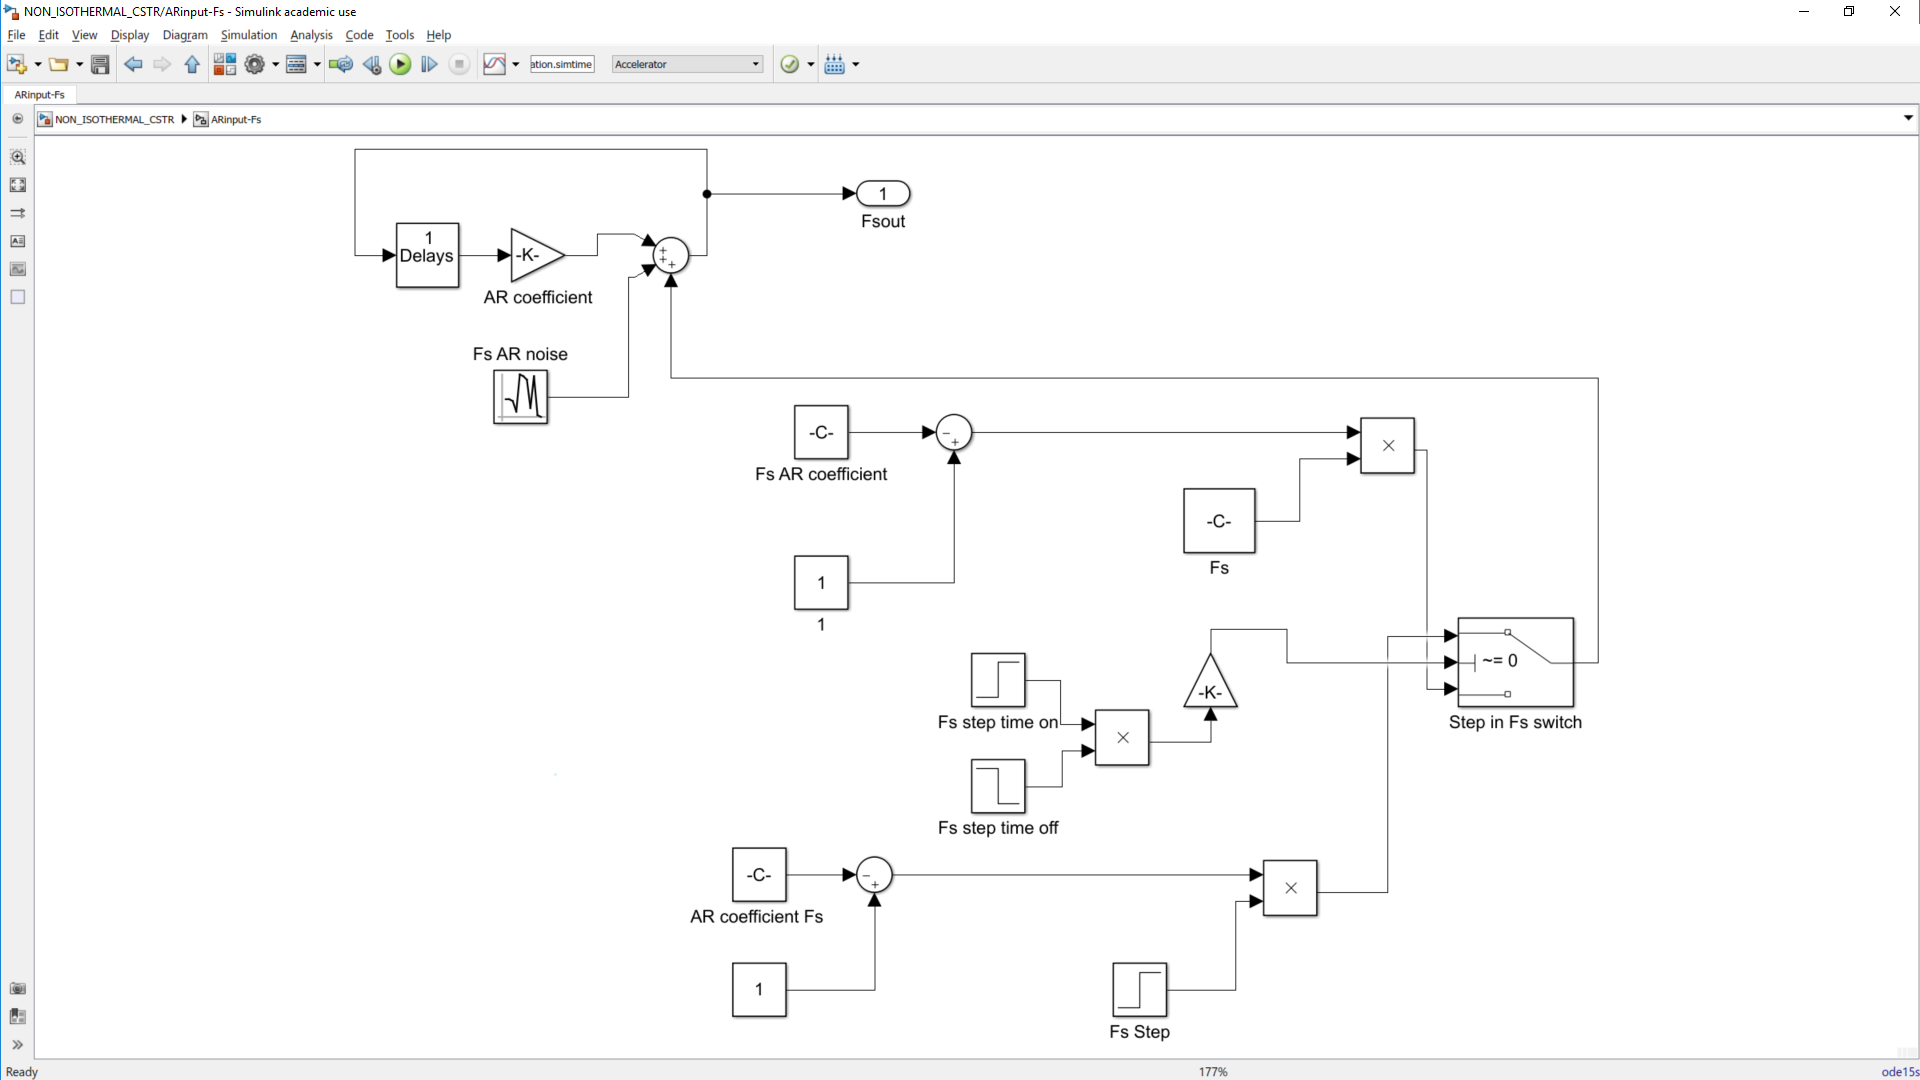 NON_ISOTHERMAL_CSTR/ARinput-Fs - Simulink academic use
File Edit View Display Diagram Simulation Analysis Code Tools Help
ation.simtime Accelerator
ARinput-Fs
NON_ISOTHERMAL_CSTR ARinput-Fs
1
Fsout
1
Delays
-K-
AR coefficient
Fs AR noise
-C-
Fs AR coefficient
-C-
Fs
1
1
~= 0
Step in Fs switch
-K-
Fs step time on
Fs step time off
-C-
AR coefficient Fs
1
Fs Step
Ready 177% ode15s